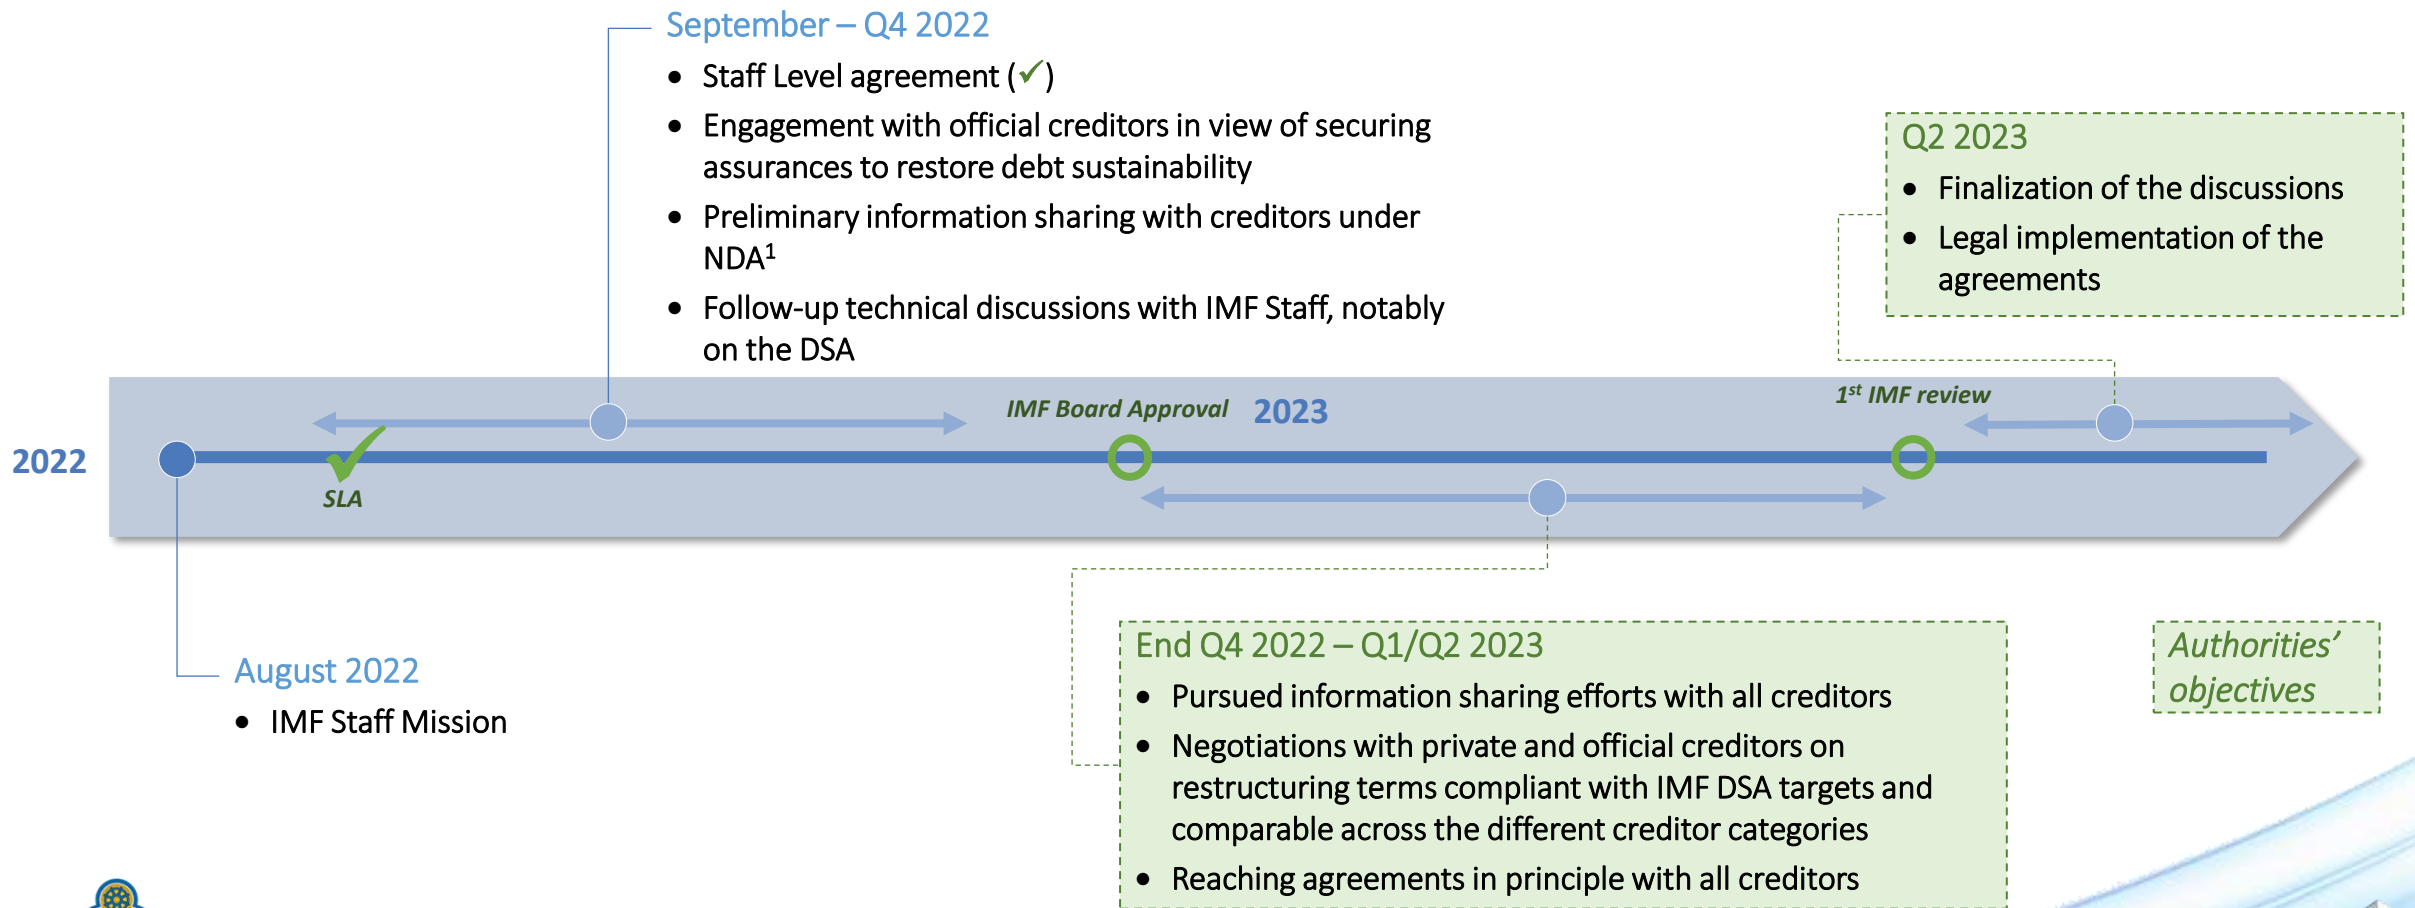 September – Q4 2022
• Staff Level agreement (✓)
• Engagement with official creditors in view of securing
assurances to restore debt sustainability
• Preliminary information sharing with creditors under
NDA¹
• Follow-up technical discussions with IMF Staff, notably
on the DSA
Q2 2023
• Finalization of the discussions
• Legal implementation of the
agreements
2022
SLA
IMF Board Approval
2023
1st IMF review
August 2022
• IMF Staff Mission
End Q4 2022 – Q1/Q2 2023
• Pursued information sharing efforts with all creditors
• Negotiations with private and official creditors on
restructuring terms compliant with IMF DSA targets and
comparable across the different creditor categories
• Reaching agreements in principle with all creditors
Authorities’
objectives